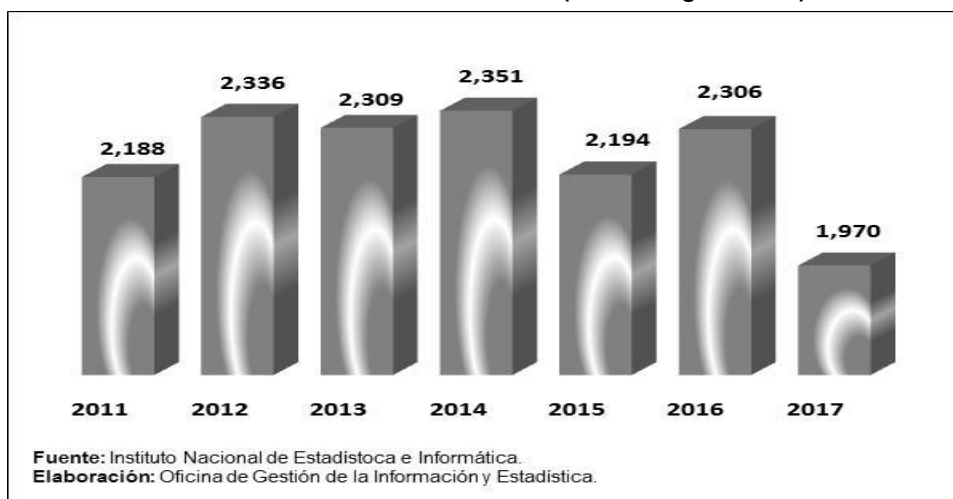 2,188
2,336
2,309
2,351
2,194
2,306
1,970
2011 2012 2013 2014 2015 2016 2017
Fuente: Instituto Nacional de Estadístoca e Informática.
Elaboración: Oficina de Gestión de la Información y Estadística.